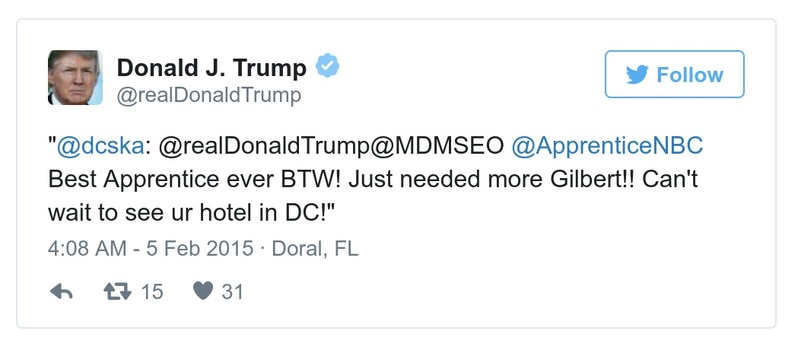 Donald J. Trump
@realDonaldTrump
Follow
"@dcska: @realDonaldTrump@MDMSEO @ApprenticeNBC
Best Apprentice ever BTW! Just needed more Gilbert!! Can't
wait to see ur hotel in DC!"
4:08 AM - 5 Feb 2015 · Doral, FL
15 31